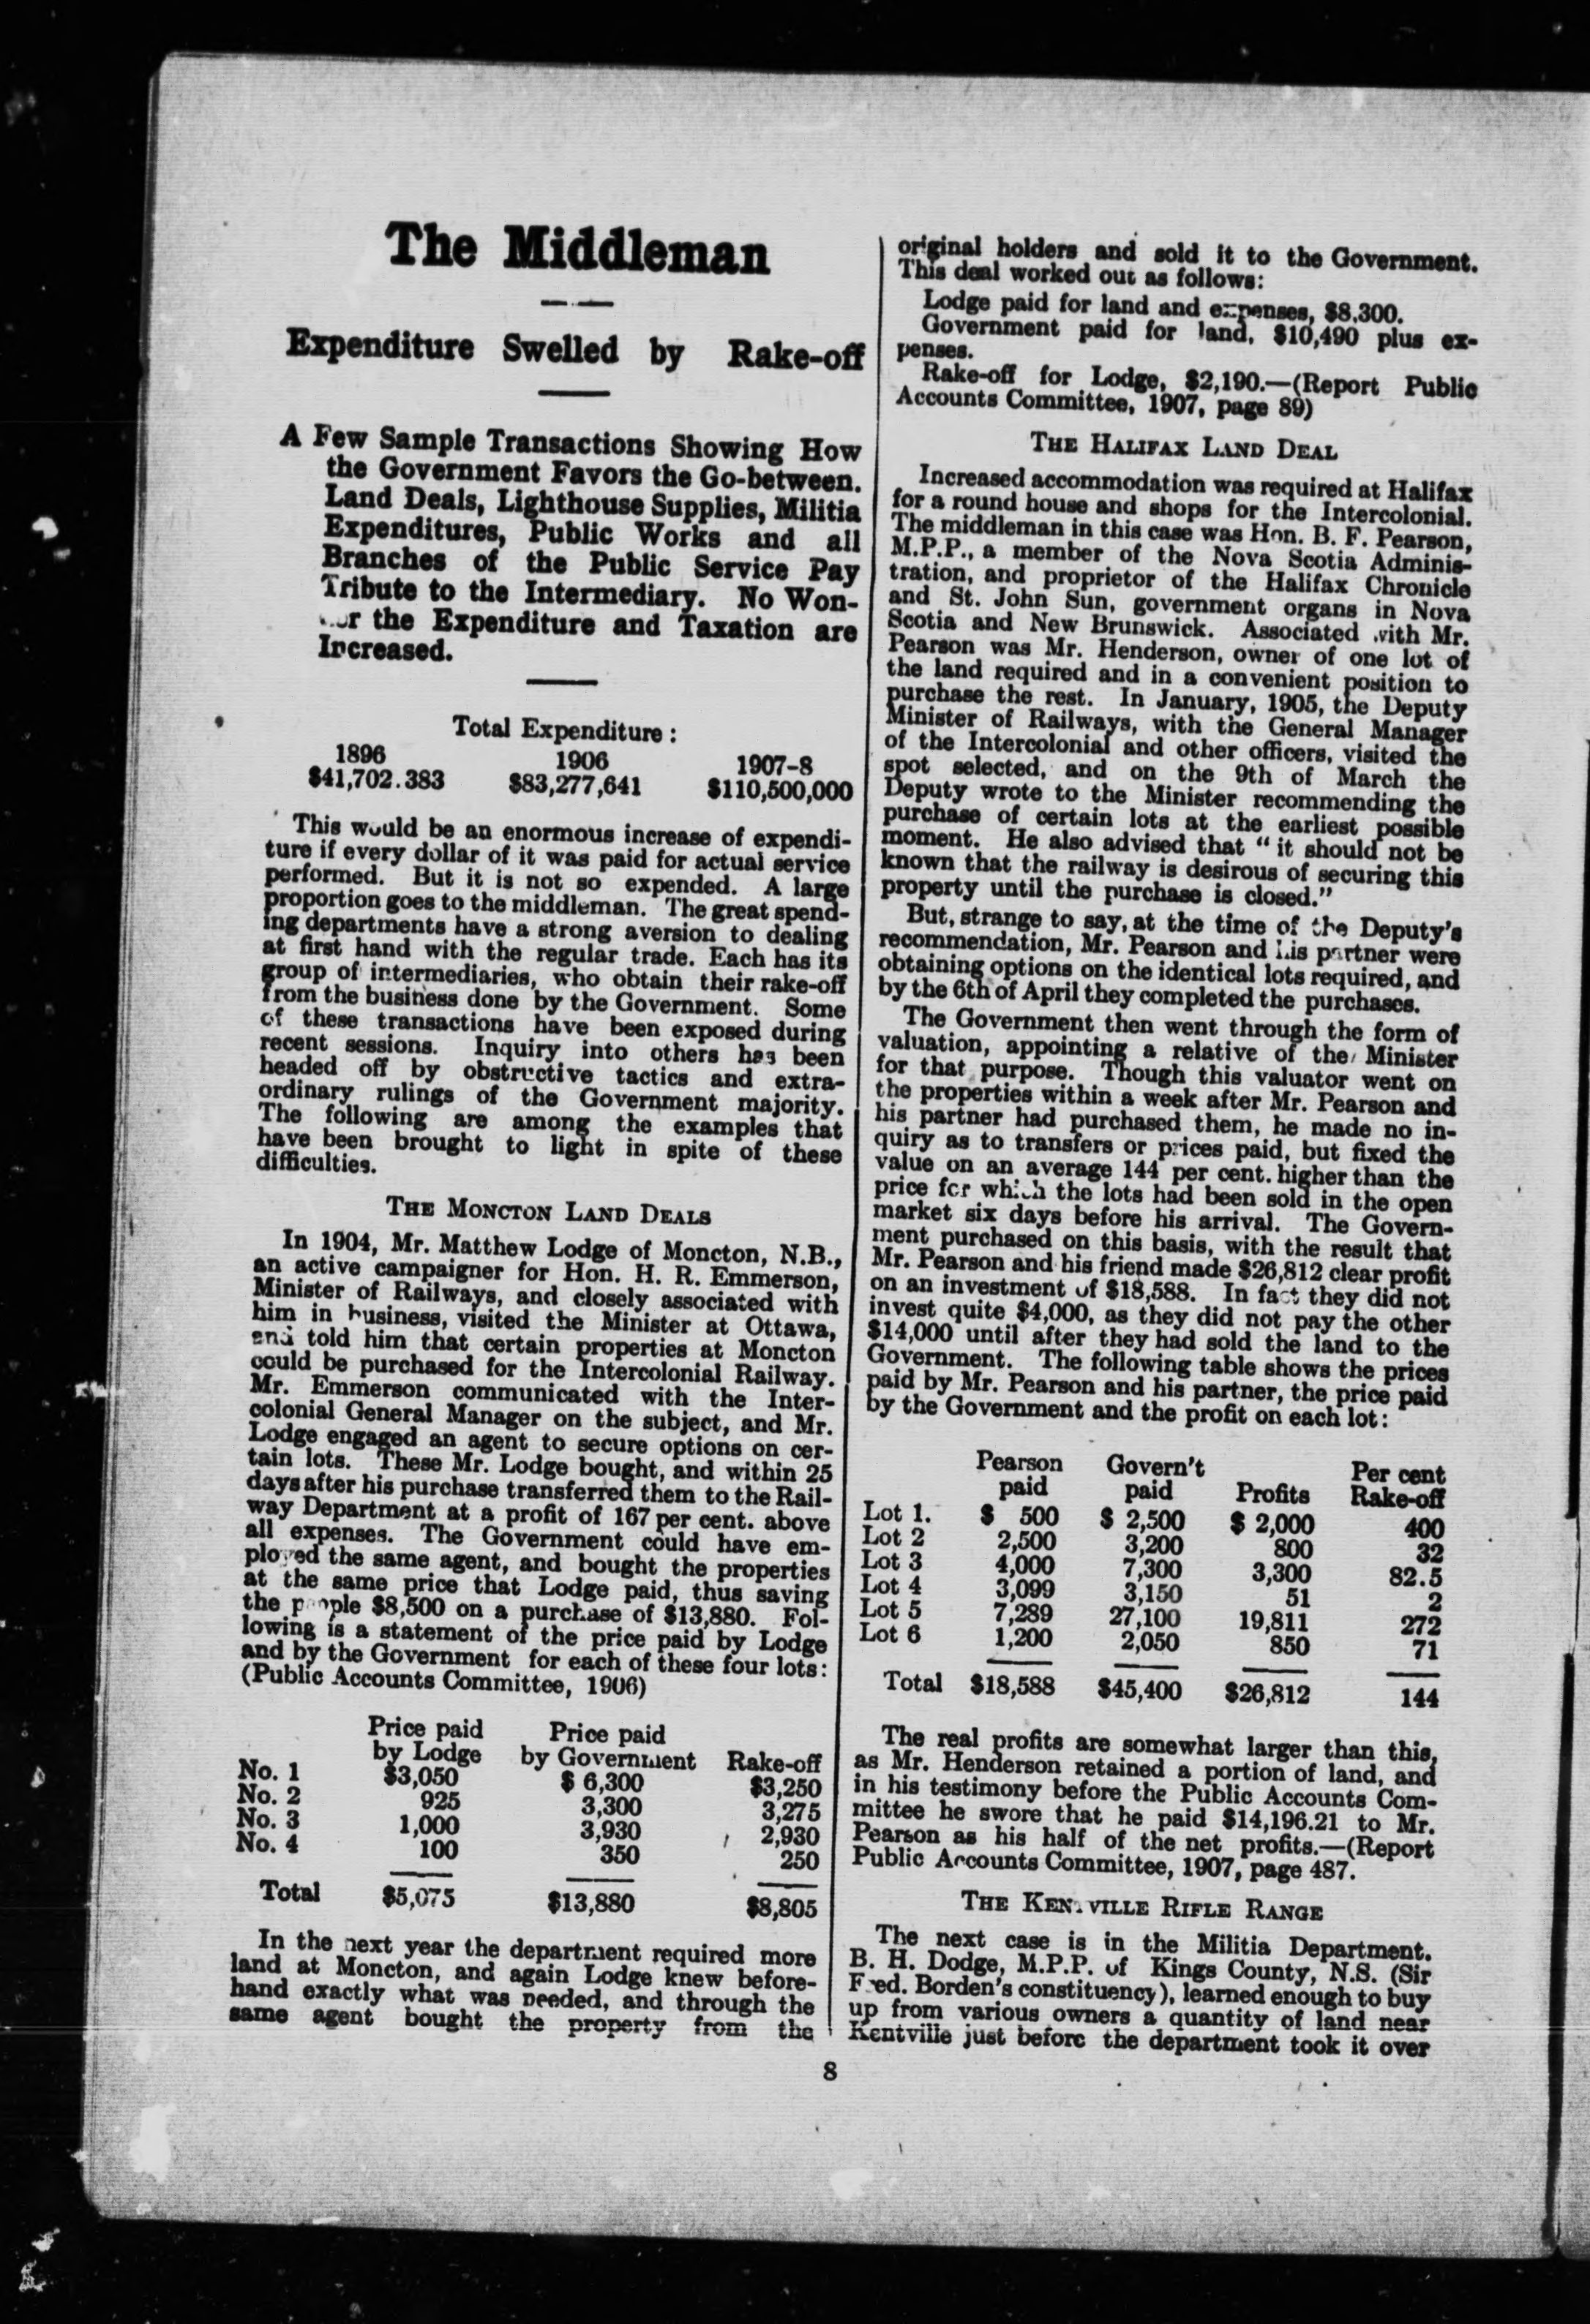 The Middleman
Expenditure Swelled by Rake-off
A Few Sample Transactions Showing How
the Government Favors the Go-between.
Land Deals, Lighthouse Supplies, Militia
Expenditures, Public Works and all
Branches of the Public Service Pay
Tribute to the Intermediary. No Won-
the Expenditure and Taxation are
Increased.
Total Expenditure :
1896 1906 1907-8
$41,702.383 $83,277,641 $110,500,000
This would be an enormous increase of expendi-
ture if every dollar of it was paid for actual service
performed. But it is not so expended. A large
proportion goes to the middleman. The great spend-
ing departments have a strong aversion to dealing
at first hand with the regular trade. Each has its
group of intermediaries, who obtain their rake-off
from the business done by the Government. Some
of these transactions have been exposed during
recent sessions. Inquiry into others has been
headed off by obstructive tactics and extra-
ordinary rulings of the Government majority.
The following are among the examples that
have been brought to light in spite of these
difficulties.
THE MONCTON LAND DEALS
In 1904, Mr. Matthew Lodge of Moncton, N.B.,
an active campaigner for Hon. H. R. Emmerson,
Minister of Railways, and closely associated with
him in business, visited the Minister at Ottawa,
and told him that certain properties at Moncton
could be purchased for the Intercolonial Railway.
Mr. Emmerson communicated with the Inter-
colonial General Manager on the subject, and Mr.
Lodge engaged an agent to secure options on cer-
tain lots. These Mr. Lodge bought, and within 25
days after his purchase transferred them to the Rail-
way Department at a profit of 167 per cent. above
all expenses. The Government could have em-
ployed the same agent, and bought the properties
at the same price that Lodge paid, thus saving
the people $8,500 on a purchase of $13,880. Fol-
lowing is a statement of the price paid by Lodge
and by the Government for each of these four lots:
(Public Accounts Committee, 1906)
Price paid Price paid
by Lodge by Government Rake-off
No. 1 $3,050 $ 6,300 $3,250
No. 2 925 3,300 3,275
No. 3 1,000 3,930 2,930
No. 4 100 350 250
Total $5,075 $13,880 $8,805
In the next year the department required more
land at Moncton, and again Lodge knew before-
hand exactly what was needed, and through the
same agent bought the property from the
original holders and sold it to the Government.
This deal worked out as follows:
Lodge paid for land and expenses, $8,300.
Government paid for land, $10,490 plus ex-
penses.
Rake-off for Lodge, $2,190.—(Report Public
Accounts Committee, 1907, page 89)
THE HALIFAX LAND DEAL
Increased accommodation was required at Halifax
for a round house and shops for the Intercolonial.
The middleman in this case was Hon. B. F. Pearson,
M.P.P., a member of the Nova Scotia Adminis-
tration, and proprietor of the Halifax Chronicle
and St. John Sun, government organs in Nova
Scotia and New Brunswick. Associated with Mr.
Pearson was Mr. Henderson, owner of one lot of
the land required and in a convenient position to
purchase the rest. In January, 1905, the Deputy
Minister of Railways, with the General Manager
of the Intercolonial and other officers, visited the
spot selected, and on the 9th of March the
Deputy wrote to the Minister recommending the
purchase of certain lots at the earliest possible
moment. He also advised that "it should not be
known that the railway is desirous of securing this
property until the purchase is closed."
But, strange to say, at the time of the Deputy's
recommendation, Mr. Pearson and his partner were
obtaining options on the identical lots required, and
by the 6th of April they completed the purchases.
The Government then went through the form of
valuation, appointing a relative of the Minister
for that purpose. Though this valuator went on
the properties within a week after Mr. Pearson and
his partner had purchased them, he made no in-
quiry as to transfers or prices paid, but fixed the
value on an average 144 per cent. higher than the
price for which the lots had been sold in the open
market six days before his arrival. The Govern-
ment purchased on this basis, with the result that
Mr. Pearson and his friend made $26,812 clear profit
on an investment of $18,588. In fact they did not
invest quite $4,000, as they did not pay the other
$14,000 until after they had sold the land to the
Government. The following table shows the prices
paid by Mr. Pearson and his partner, the price paid
by the Government and the profit on each lot:
Pearson Govern't Per cent
paid paid Profits Rake-off
Lot 1. $ 500 $ 2,500 $ 2,000 400
Lot 2 2,500 3,200 800 32
Lot 3 4,000 7,300 3,300 82.5
Lot 4 3,099 3,150 51 2
Lot 5 7,289 27,100 19,811 272
Lot 6 1,200 2,050 850 71
Total $18,588 $45,400 $26,812 144
The real profits are somewhat larger than this,
as Mr. Henderson retained a portion of land, and
in his testimony before the Public Accounts Com-
mittee he swore that he paid $14,196.21 to Mr.
Pearson as his half of the net profits.—(Report
Public Accounts Committee, 1907, page 487.
THE KENTVILLE RIFLE RANGE
The next case is in the Militia Department.
B. H. Dodge, M.P.P. of Kings County, N.S. (Sir
Fred. Borden's constituency), learned enough to buy
up from various owners a quantity of land near
Kentville just before the department took it over
8